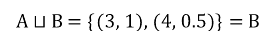 A ⊔ B = {(3, 1), (4, 0.5)} = B